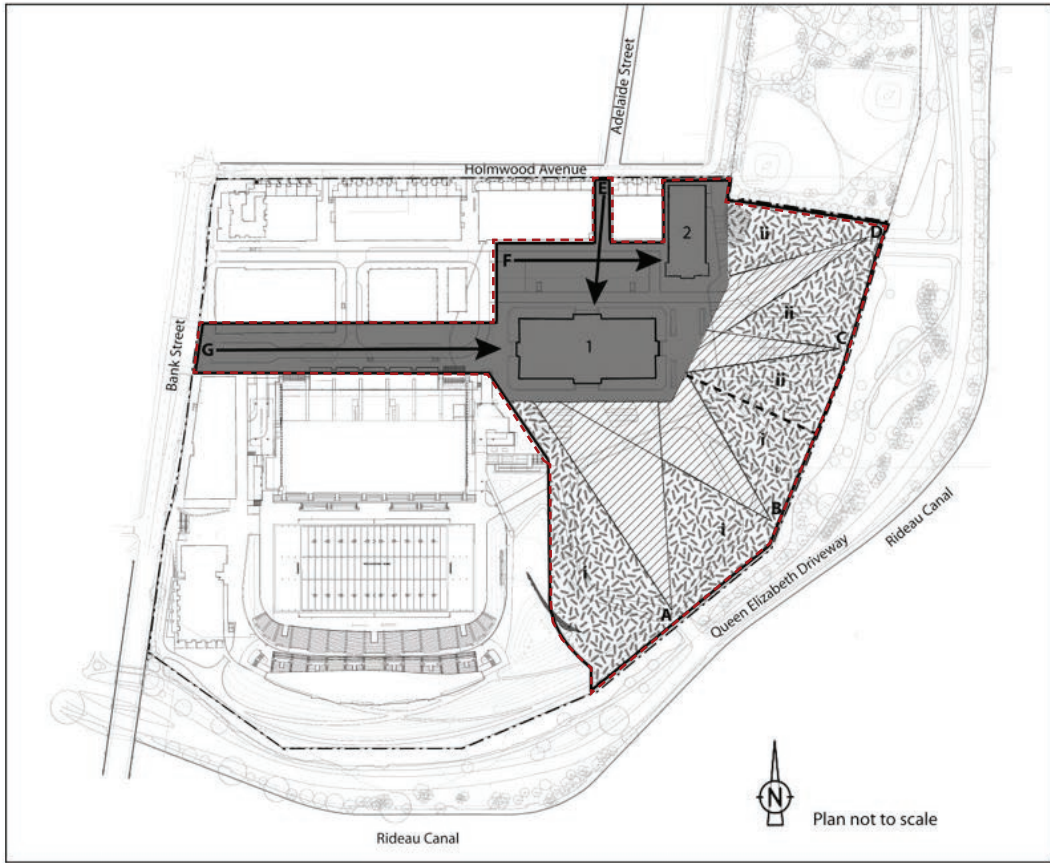 Adelaide Street
Holmwood Avenue
E
2
ii
D
F
ii
G
1
C
Bank Street
ii
i
B
i
i
A
Queen Elizabeth Driveway
Rideau Canal
N
Plan not to scale
Rideau Canal